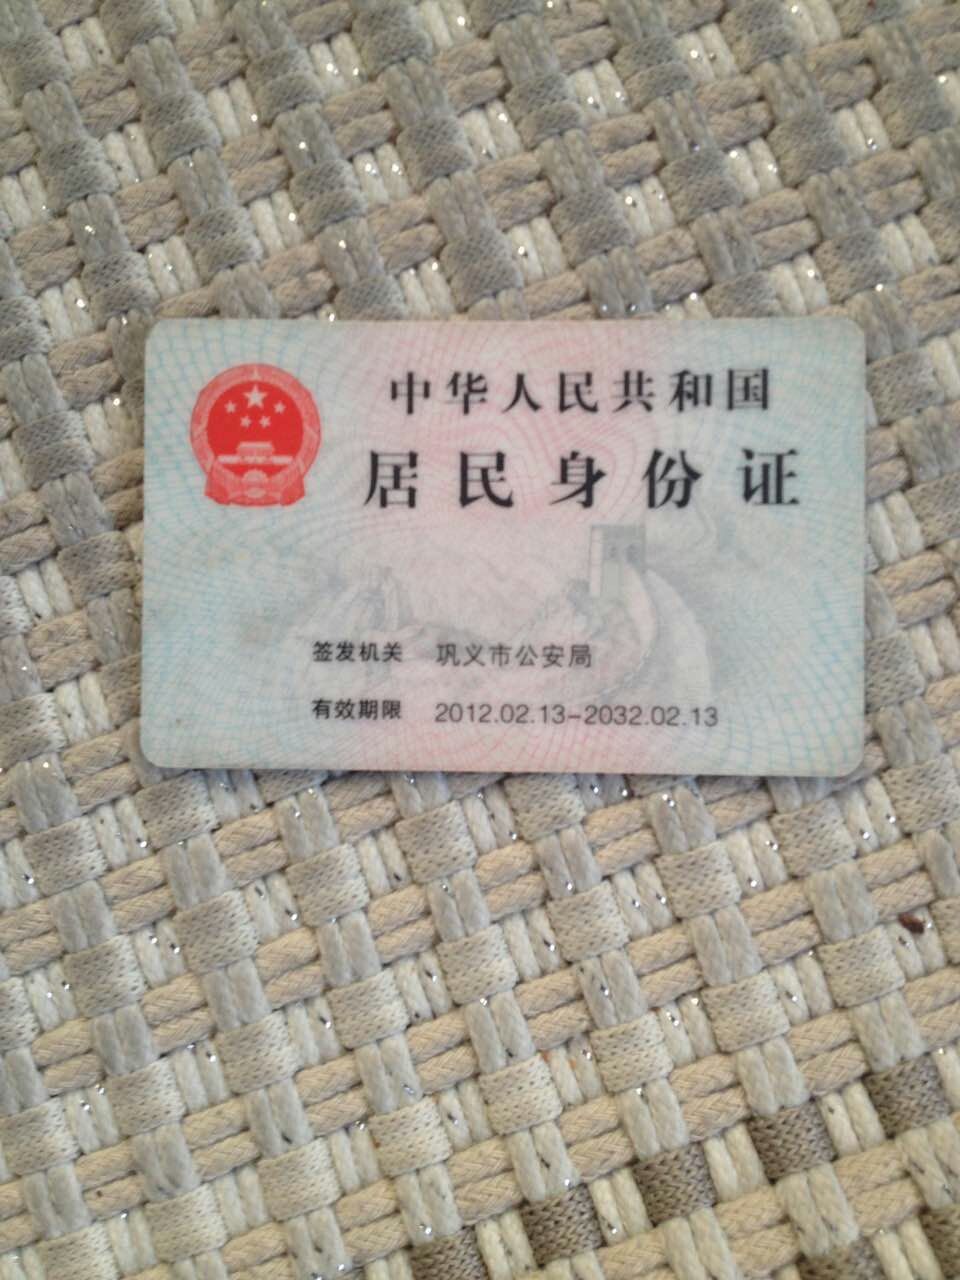 中华人民共和国
居民身份证
签发机关 巩义市公安局
有效期限 2012.02.13-2032.02.13